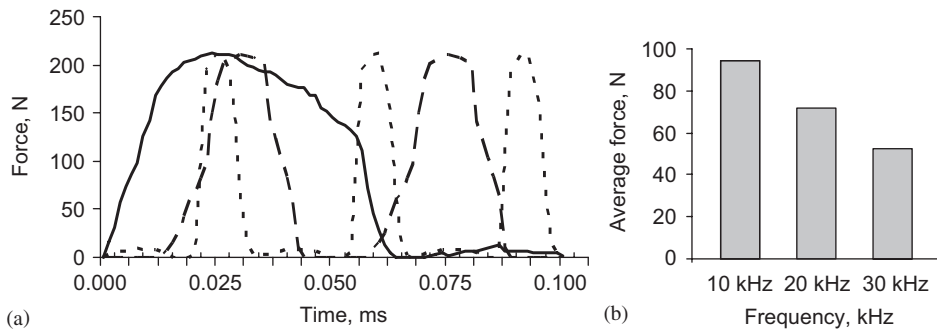 250
200
150
100
50
0
Force, N
0.000
0.025
0.050
0.075
0.100
Time, ms
(a)
100
80
60
40
20
0
Average force, N
10 kHz
20 kHz
30 kHz
Frequency, kHz
(b)